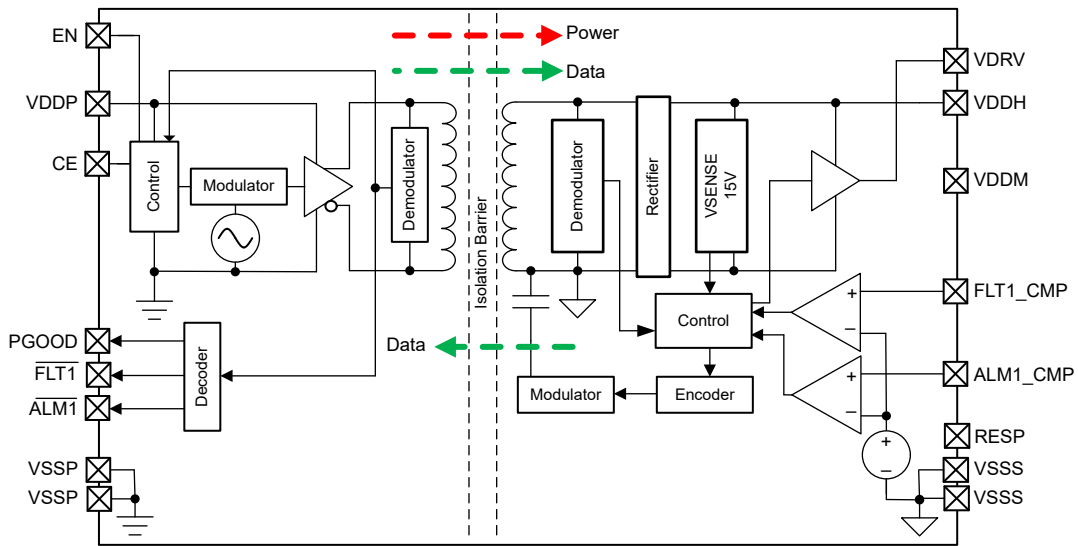 EN
Power
VDRV
Data
VDDP
VDDH
CE
Control
Modulator
Demodulator
Isolation Barrier
Demodulator
Rectifier
VSENSE
15V
VDDM
FLT1_CMP
Control
PGOOD
Data
FLT1
ALM1
Decoder
Modulator
Encoder
ALM1_CMP
RESP
VSSP
VSSS
VSSP
VSSS
+
–
+
–
+
–